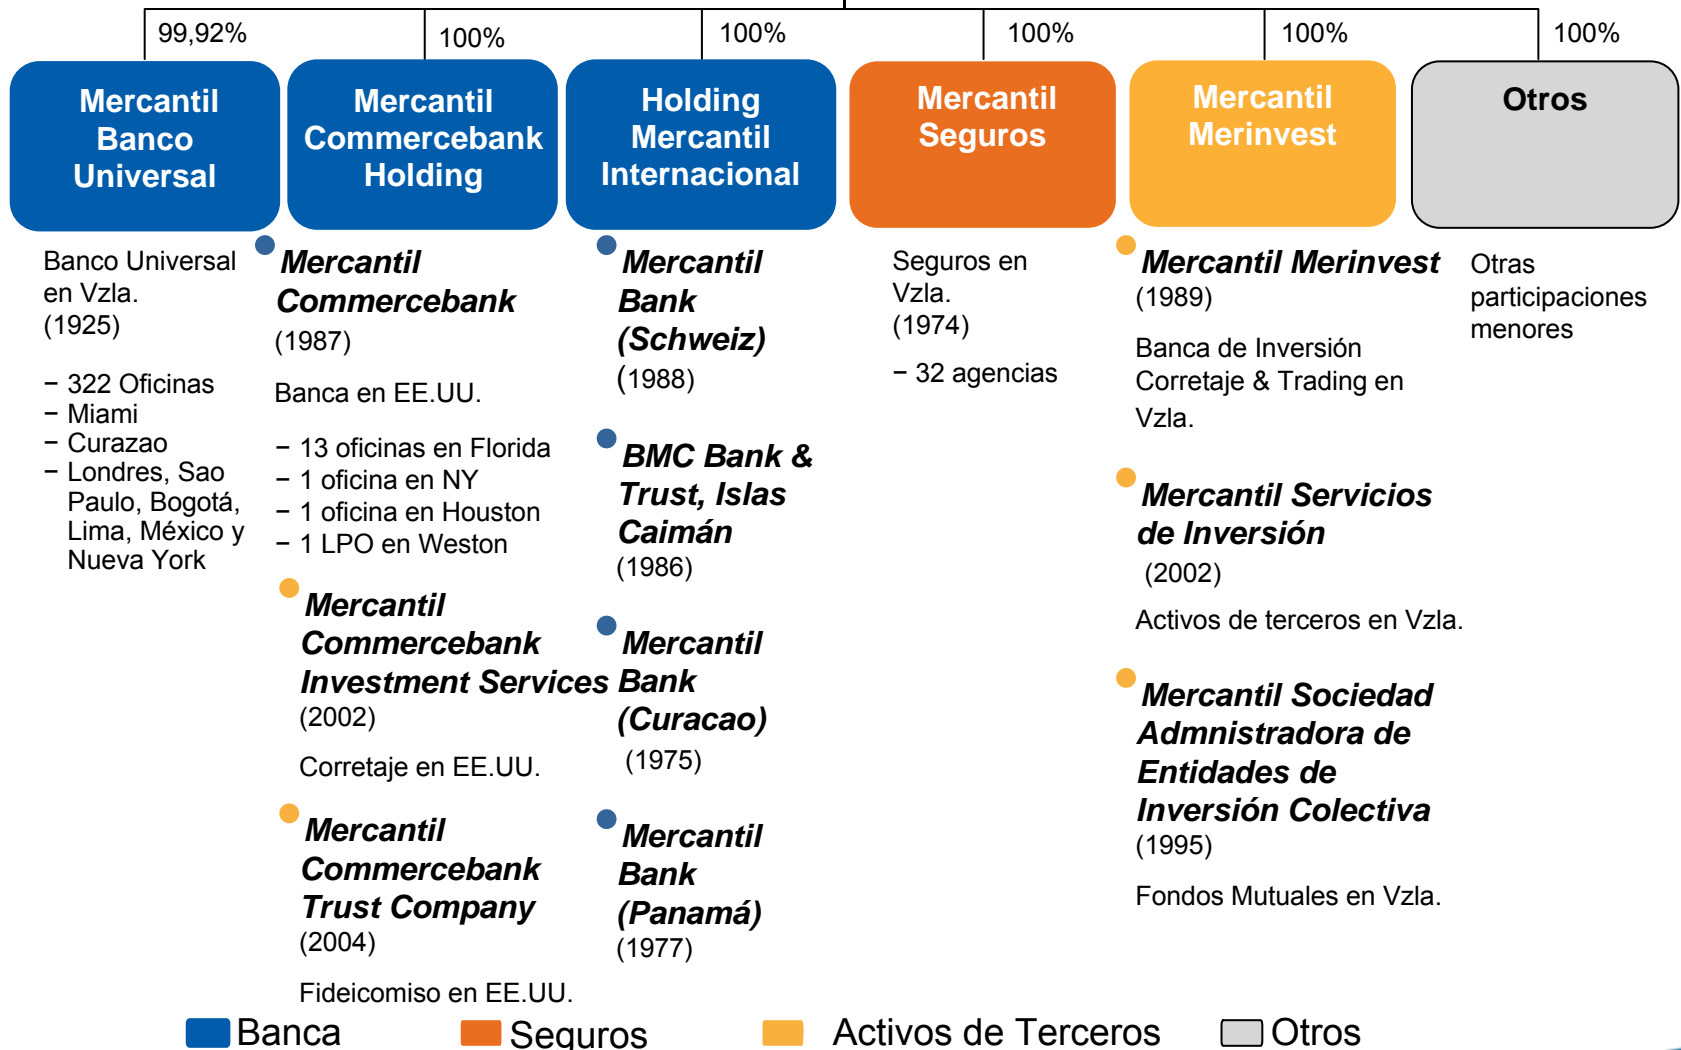 99,92%
100%
100%
100%
100%
100%
Mercantil
Banco
Universal
Mercantil
Commercebank
Holding
Holding
Mercantil
Internacional
Mercantil
Seguros
Mercantil
Merinvest
Otros
Banco Universal
en Vzla.
(1925)
− 322 Oficinas
− Miami
− Curazao
− Londres, Sao
Paulo, Bogotá,
Lima, México y
Nueva York
Mercantil
Commercebank
(1987)
Banca en EE.UU.
− 13 oficinas en Florida
− 1 oficina en NY
− 1 oficina en Houston
− 1 LPO en Weston
Mercantil
Commercebank
Investment Services
(2002)
Corretaje en EE.UU.
Mercantil
Commercebank
Trust Company
(2004)
Fideicomiso en EE.UU.
Mercantil
Bank
(Schweiz)
(1988)
BMC Bank &
Trust, Islas
Caimán
(1986)
Mercantil
Bank
(Curacao)
(1975)
Mercantil
Bank
(Panamá)
(1977)
Seguros en
Vzla.
(1974)
− 32 agencias
Mercantil Merinvest
(1989)
Banca de Inversión
Corretaje & Trading en
Vzla.
Mercantil Servicios
de Inversión
(2002)
Activos de terceros en Vzla.
Mercantil Sociedad
Admnistradora de
Entidades de
Inversión Colectiva
(1995)
Fondos Mutuales en Vzla.
Otras
participaciones
menores
Banca
Seguros
Activos de Terceros
Otros